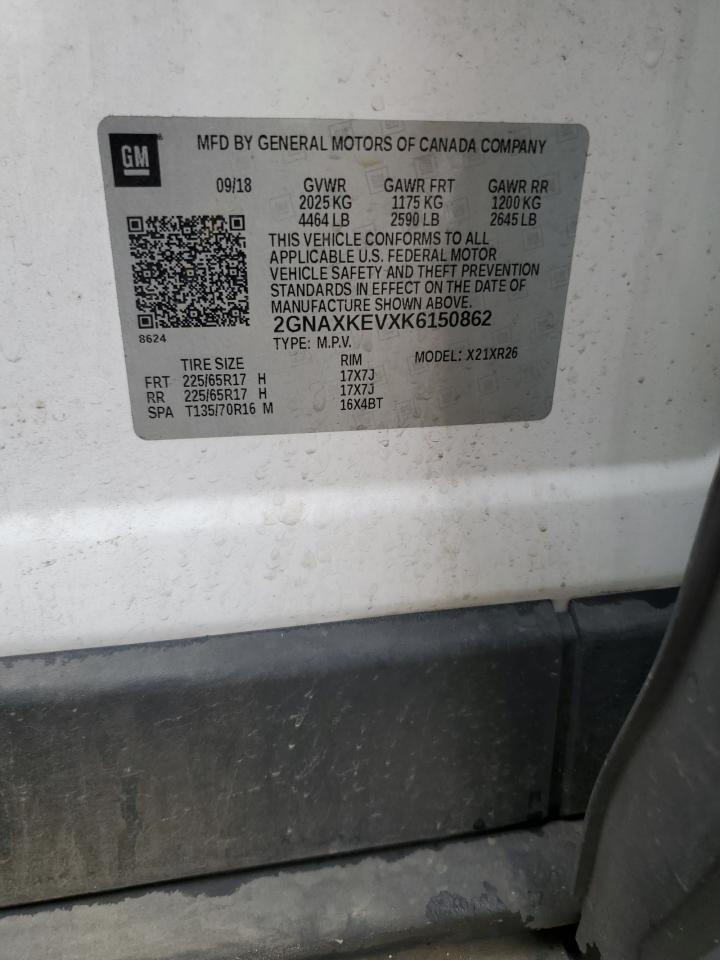 GM
MFD BY GENERAL MOTORS OF CANADA COMPANY
09/18 GVWR GAWR FRT GAWR RR
2025 KG 1175 KG 1200 KG
4464 LB 2590 LB 2645 LB
THIS VEHICLE CONFORMS TO ALL
APPLICABLE U.S. FEDERAL MOTOR
VEHICLE SAFETY AND THEFT PREVENTION
STANDARDS IN EFFECT ON THE DATE OF
MANUFACTURE SHOWN ABOVE.
2GNAXKEVXK6150862
8624
TYPE: M.P.V. MODEL: X21XR26
TIRE SIZE RIM
FRT 225/65R17 H 17X7J
RR 225/65R17 H 17X7J
SPA T135/70R16 M 16X4BT